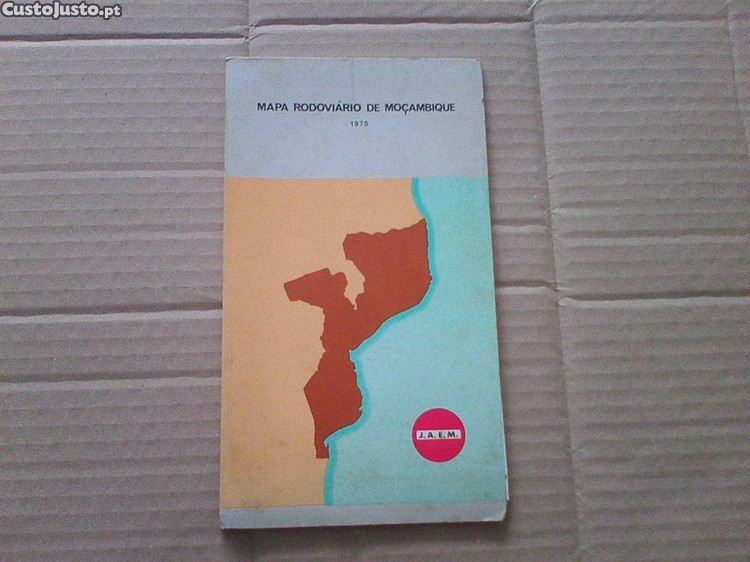 CustoJusto.pt
MAPA RODOVIÁRIO DE MOÇAMBIQUE
1975
J.A.E.M.